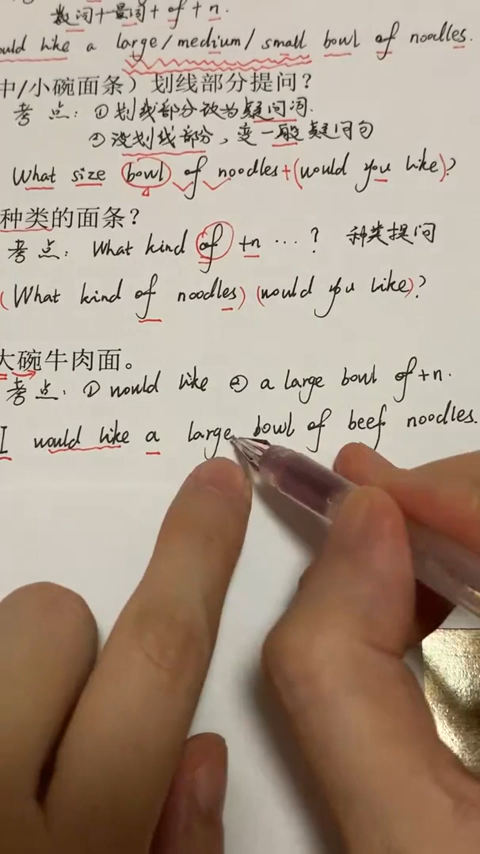 数词+量词+of+n.
would like a large/medium/small bowl of noodles.
中/小碗面条）划线部分提问？
考点：①划线部分改为疑问词.
②没划线部分，变一般疑问句
What size bowl of noodles+(would you like)?
种类的面条？
考点：What kind of +n ...? 种类提问
(What kind of noodles) (would you like)?
大碗牛肉面。
考点：① would like ② a large bowl of+n.
I would like a large bowl of beef noodles.